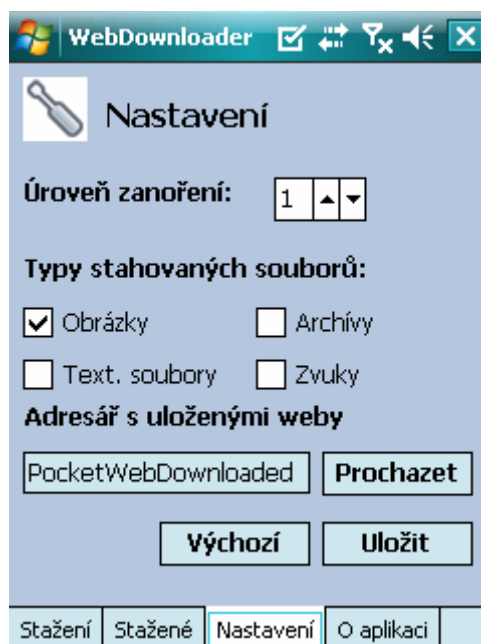 WebDownloader
Nastavení
Úroveň zanoření: 1
Typy stahovaných souborů:
Obrázky Archívy
Text. soubory Zvuky
Adresář s uloženými weby
PocketWebDownloaded Prochazet
Výchozí Uložit
Stažení Stažené Nastavení O aplikaci